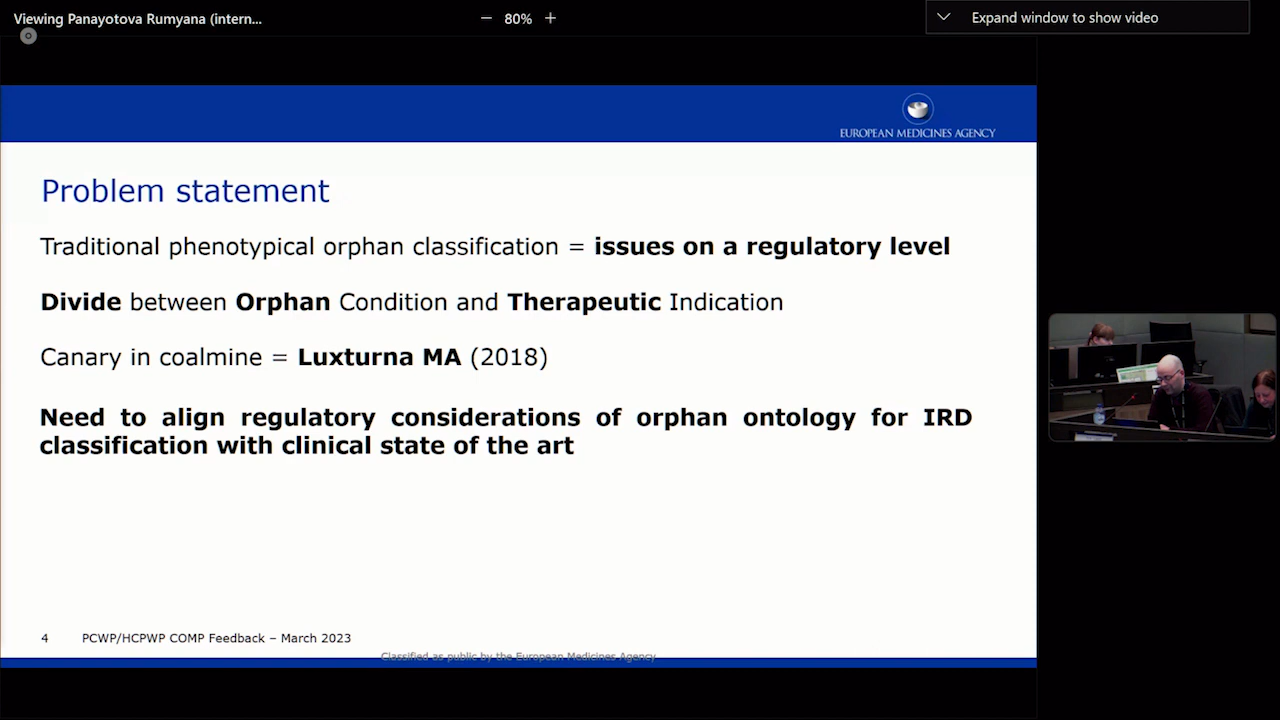 Viewing Panayotova Rumyana (intern...
80%
Expand window to show video
EUROPEAN MEDICINES AGENCY
Problem statement
Traditional phenotypical orphan classification = issues on a regulatory level
Divide between Orphan Condition and Therapeutic Indication
Canary in coalmine = Luxturna MA (2018)
Need to align regulatory considerations of orphan ontology for IRD
classification with clinical state of the art
4 PCWP/HCPWP COMP Feedback – March 2023
Classified as public by the European Medicines Agency